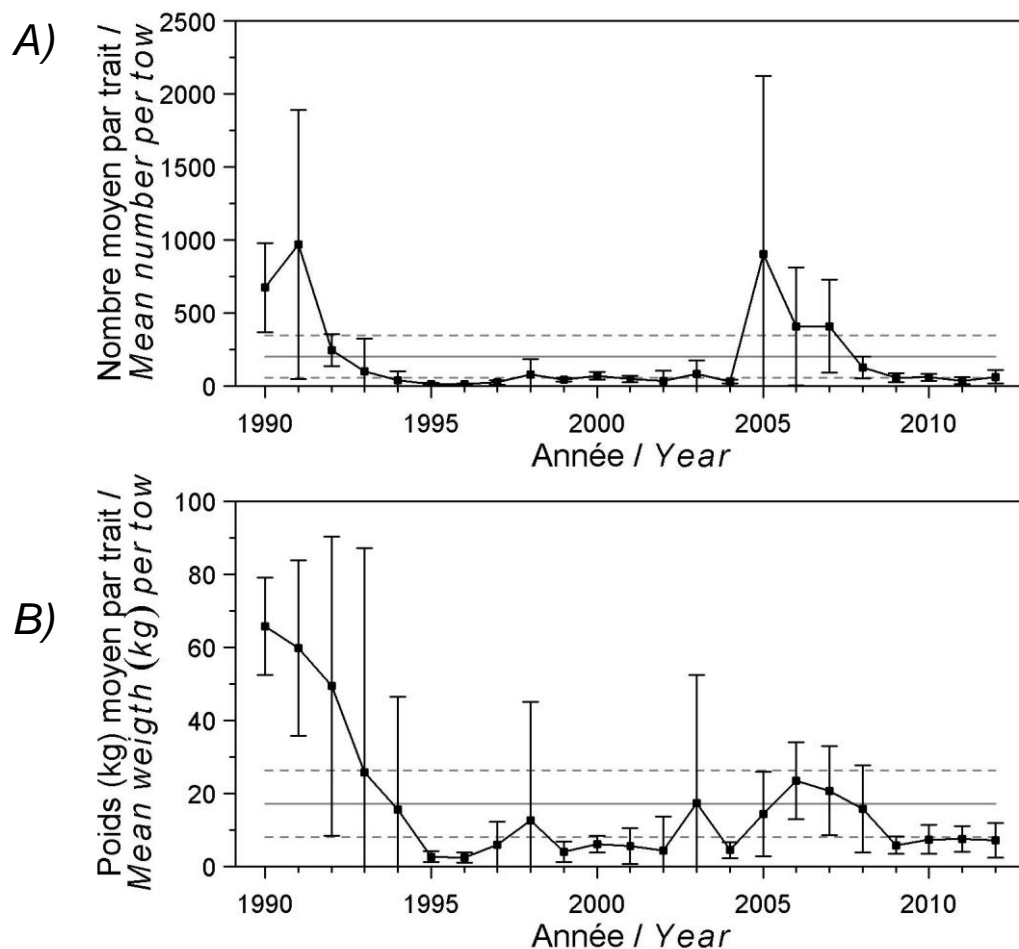 A)
Nombre moyen par trait /
Mean number per tow
2500
2000
1500
1000
500
0
1990 1995 2000 2005 2010
Année / Year
B)
Poids (kg) moyen par trait /
Mean weigth (kg) per tow
100
80
60
40
20
0
1990 1995 2000 2005 2010
Année / Year